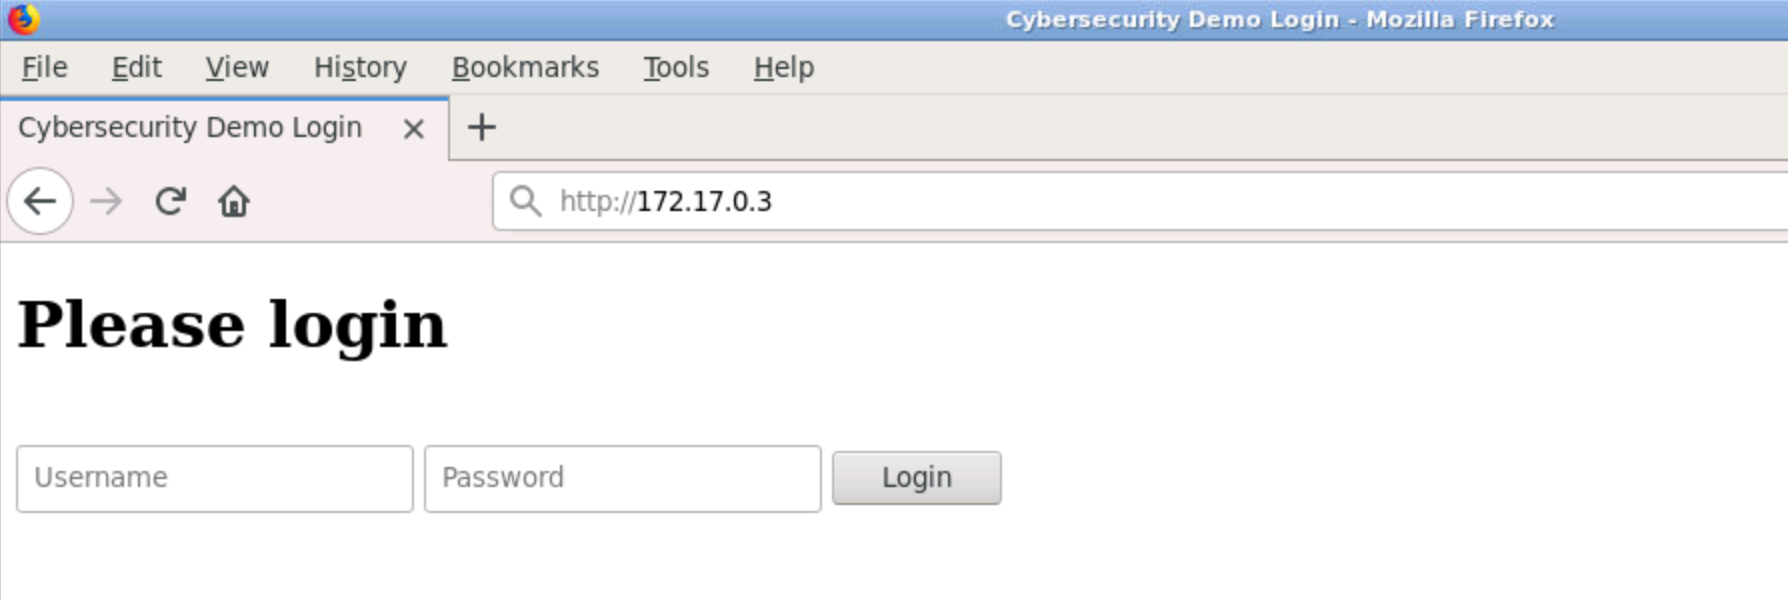 Cybersecurity Demo Login - Mozilla Firefox
File Edit View History Bookmarks Tools Help
Cybersecurity Demo Login
http://172.17.0.3
Please login
Username Password Login